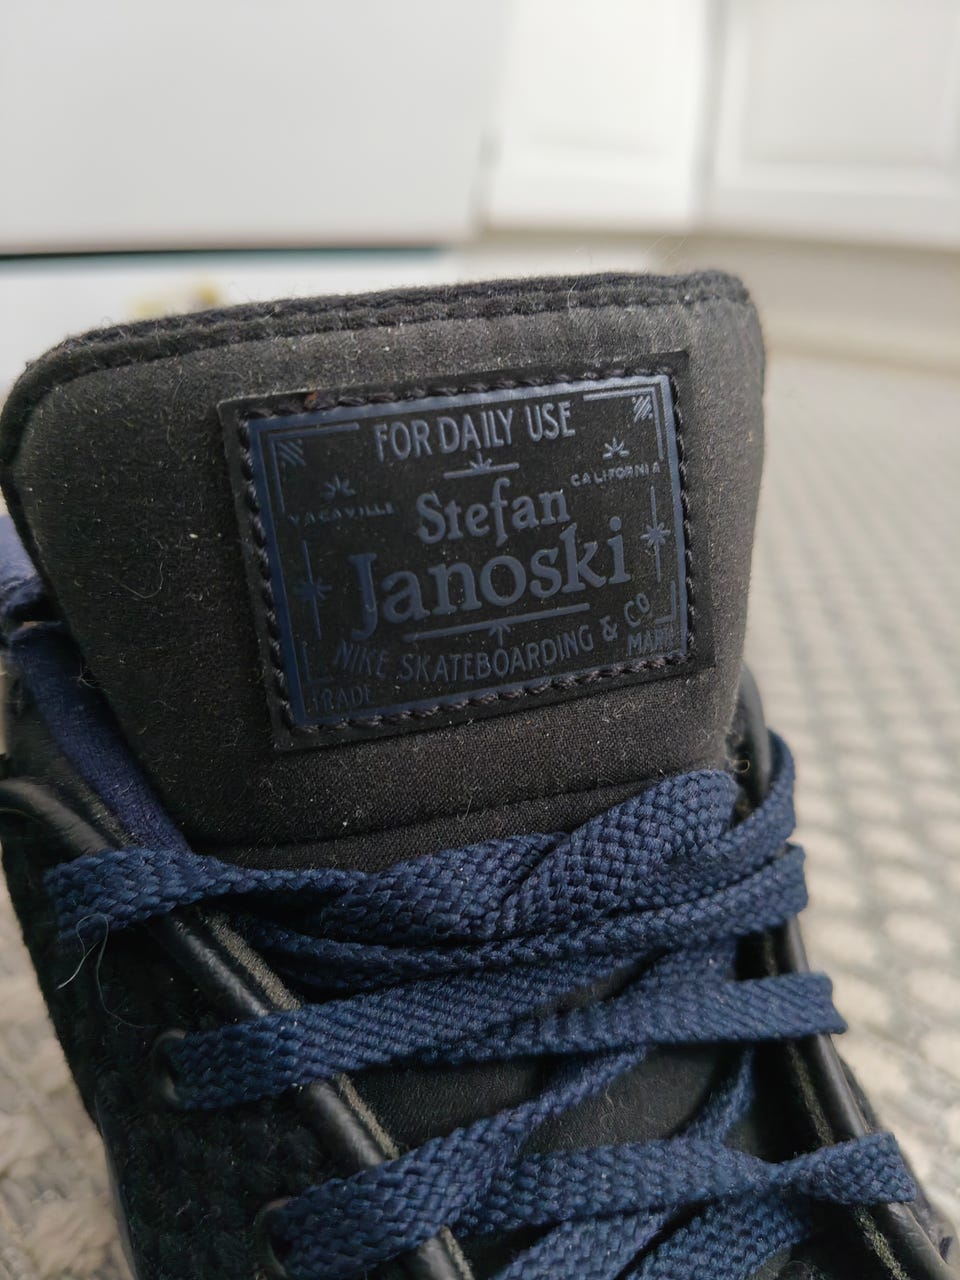 FOR DAILY USE
VACAVILLE CALIFORNIA
Stefan
Janoski
NIKE SKATEBOARDING & CO
TRADE MARK